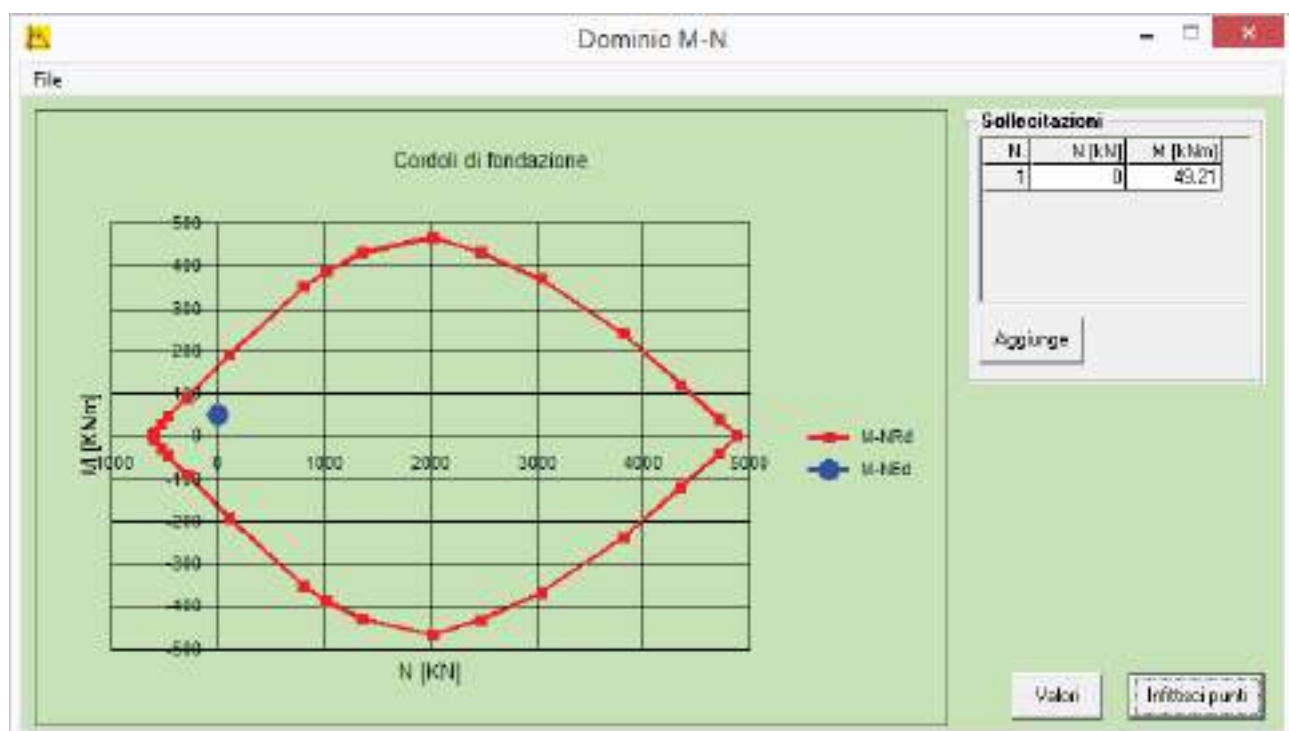 Dominio M-N
File
Cordoli di fondazione
500
400
300
200
100
0
-100
-200
-300
-400
-500
-1000 0 1000 2000 3000 4000 5000
M [KNm]
N [KN]
M-NRd
M-NEd
Sollecitazioni
N. N [kN] M [kNm]
1 0 49.21
Aggiunge
Valori
Infittisci punti